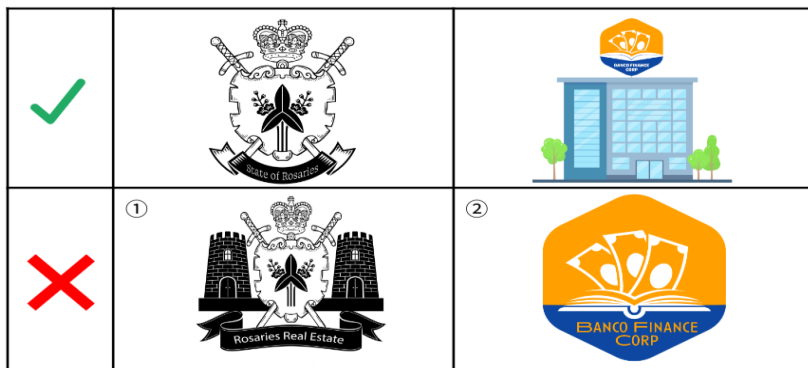 State of Rosaries
BANCO FINANCE
CORP
①
Rosaries Real Estate
②
BANCO FINANCE
CORP